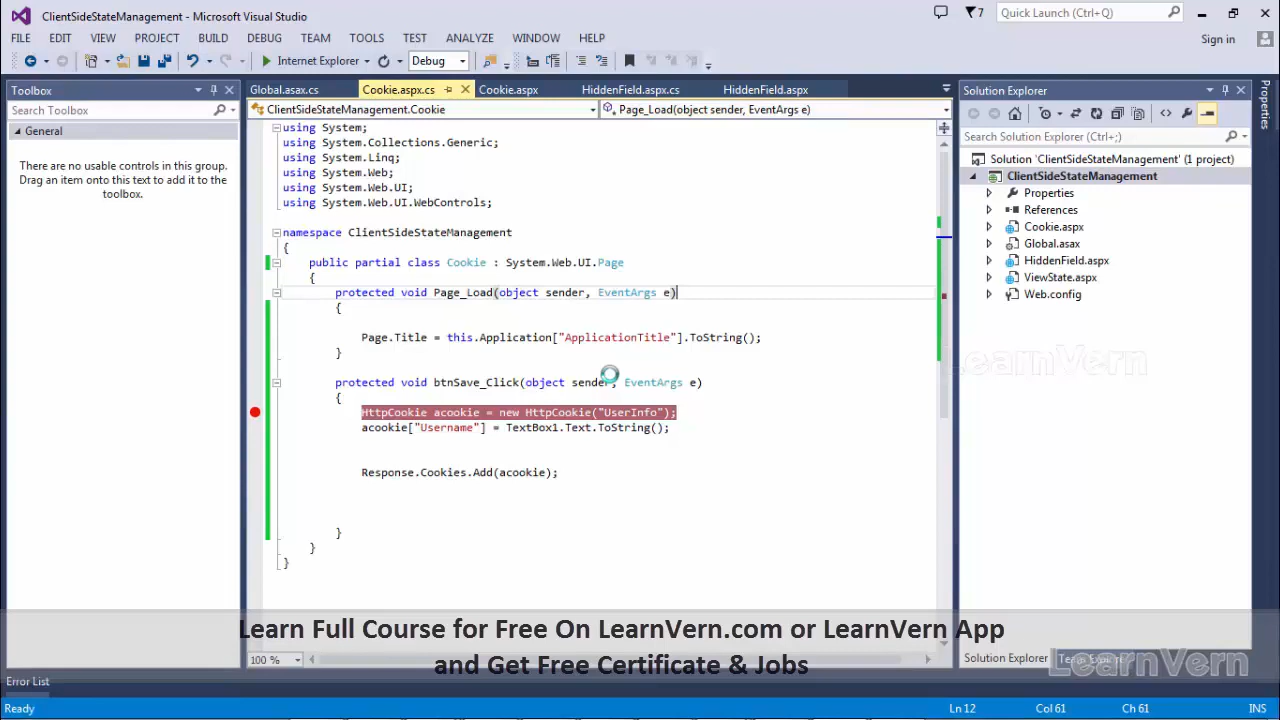 ClientSideStateManagement - Microsoft Visual Studio
7
Quick Launch (Ctrl+Q)
FILE EDIT VIEW PROJECT BUILD DEBUG TEAM TOOLS TEST ANALYZE WINDOW HELP
Sign in
Internet Explorer
Debug
Toolbox
Search Toolbox
General
There are no usable controls in this group.
Drag an item onto this text to add it to the
toolbox.
Global.asax.cs Cookie.aspx.cs Cookie.aspx HiddenField.aspx.cs HiddenField.aspx
ClientSideStateManagement.Cookie
Page_Load(object sender, EventArgs e)
using System;
using System.Collections.Generic;
using System.Linq;
using System.Web;
using System.Web.UI;
using System.Web.UI.WebControls;
namespace ClientSideStateManagement
{
public partial class Cookie : System.Web.UI.Page
{
protected void Page_Load(object sender, EventArgs e)
{
Page.Title = this.Application["ApplicationTitle"].ToString();
}
protected void btnSave_Click(object sender, EventArgs e)
{
HttpCookie acookie = new HttpCookie("UserInfo");
acookie["Username"] = TextBox1.Text.ToString();
Response.Cookies.Add(acookie);
}
}
}
100 %
Solution Explorer
Search Solution Explorer (Ctrl+;)
Solution 'ClientSideStateManagement' (1 project)
ClientSideStateManagement
Properties
References
Cookie.aspx
Global.asax
HiddenField.aspx
ViewState.aspx
Web.config
Properties
LearnVern
Learn Full Course for Free On LearnVern.com or LearnVern App
and Get Free Certificate & Jobs
Solution Explorer Team Explorer
LearnVern
Error List
Ready
Ln 12
Col 61
Ch 61
INS